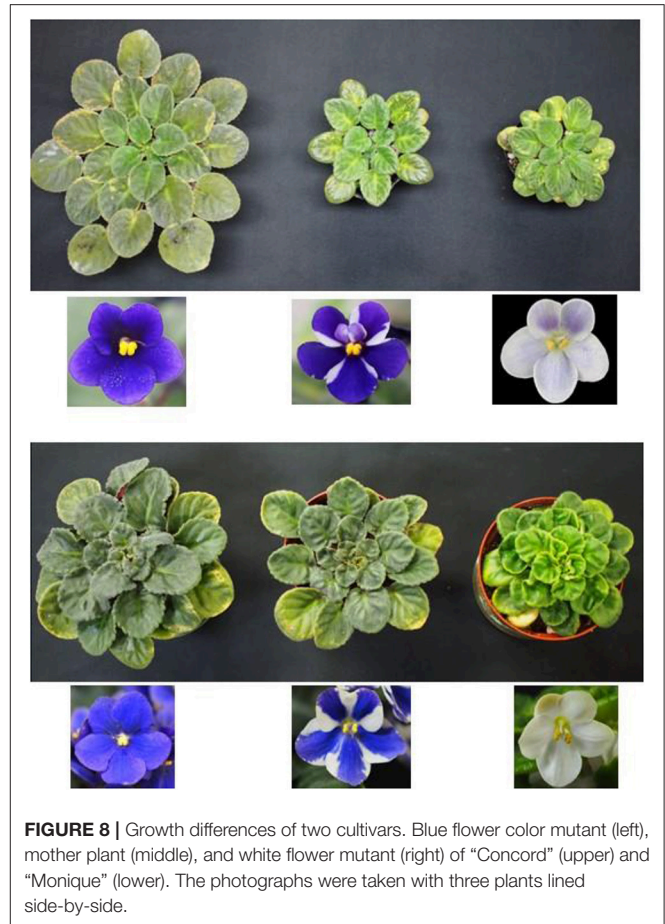 FIGURE 8 | Growth differences of two cultivars. Blue flower color mutant (left),
mother plant (middle), and white flower mutant (right) of “Concord” (upper) and
“Monique” (lower). The photographs were taken with three plants lined
side-by-side.